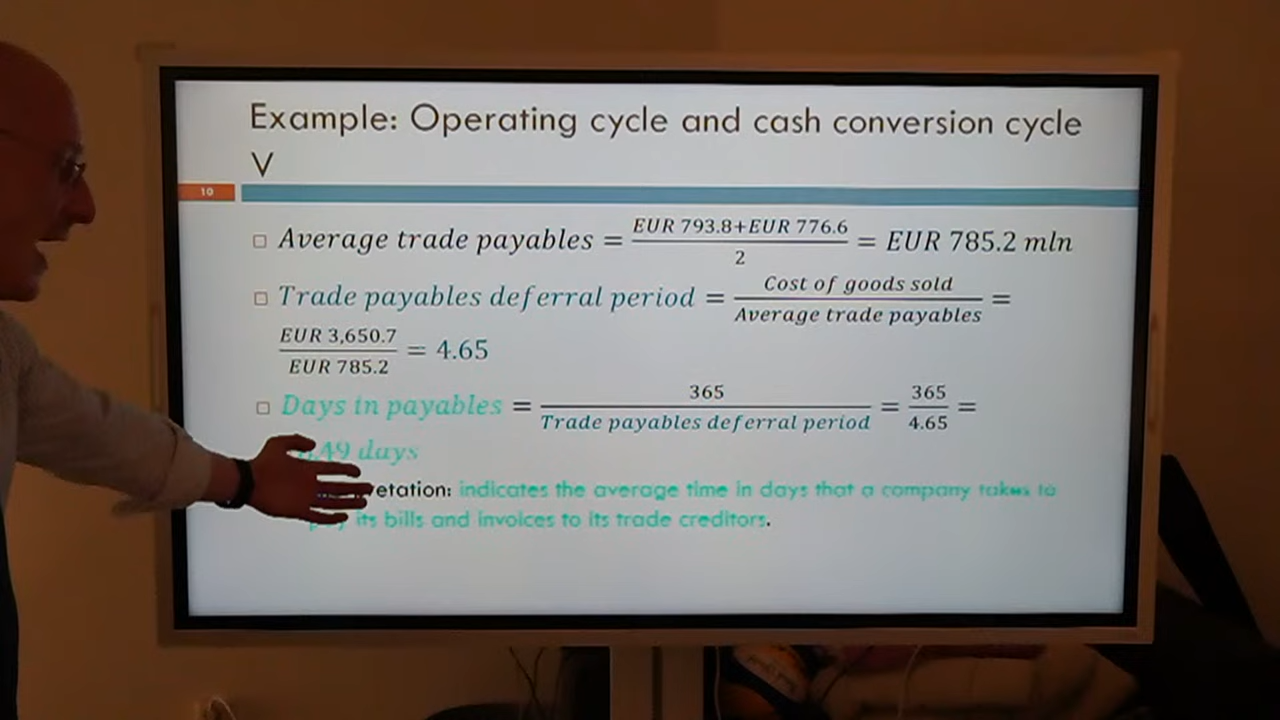 Example: Operating cycle and cash conversion cycle
V
10
□ Average trade payables = EUR 793.8+EUR 776.6 / 2 = EUR 785.2 mln
□ Trade payables deferral period = Cost of goods sold / Average trade payables =
EUR 3,650.7 / EUR 785.2 = 4.65
□ Days in payables = 365 / Trade payables deferral period = 365 / 4.65 =
days
indicates the average time in days that a company takes to
its bills and invoices to its trade creditors.